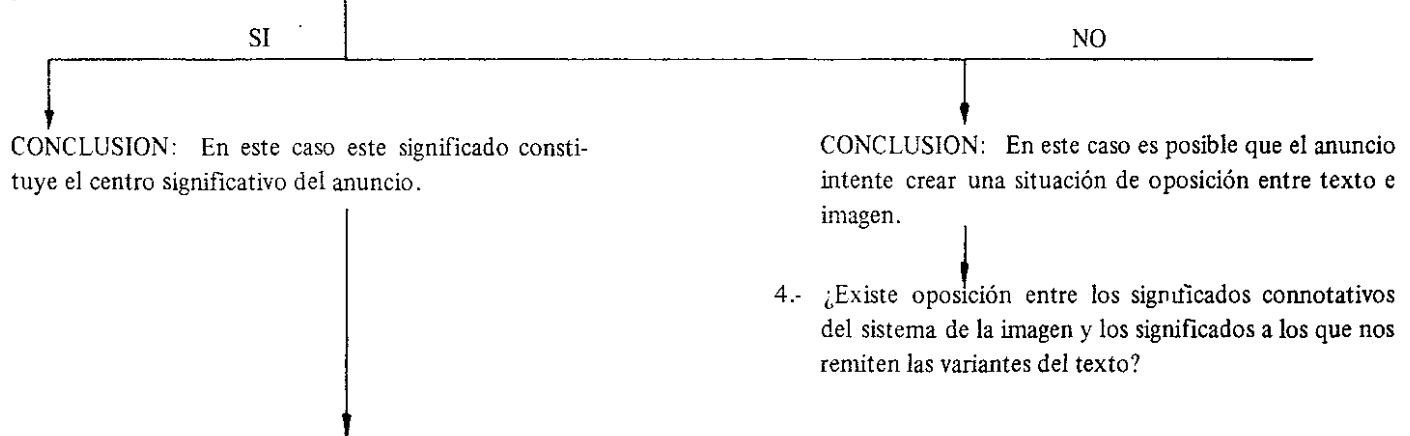 SI
NO
CONCLUSION: En este caso este significado consti-
tuye el centro significativo del anuncio.
CONCLUSION: En este caso es posible que el anuncio
intente crear una situación de oposición entre texto e
imagen.
4.- ¿Existe oposición entre los significados connotativos
del sistema de la imagen y los significados a los que nos
remiten las variantes del texto?